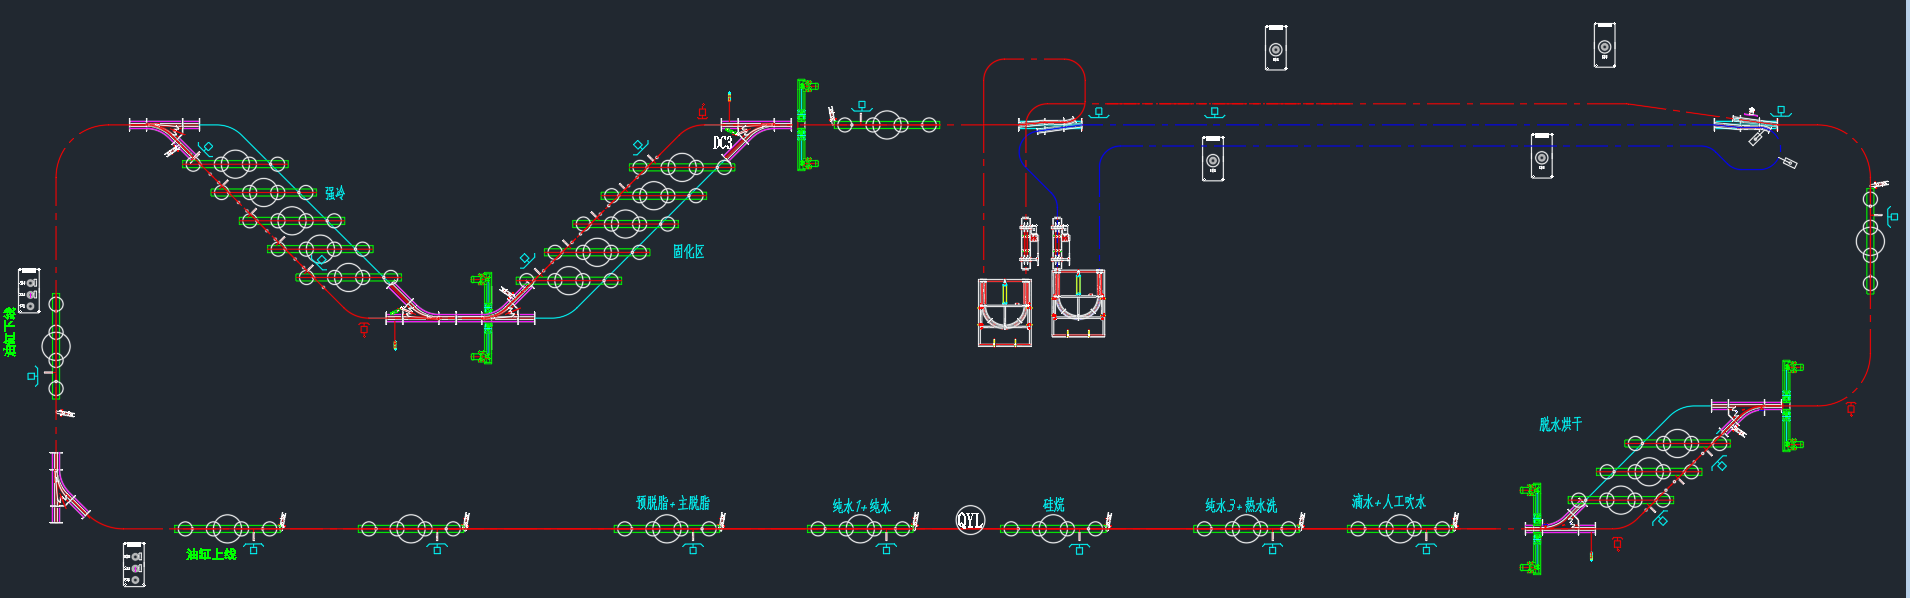 DC3
强冷
固化区
油缸下线
脱水烘干
预脱脂+主脱脂
纯水1+纯水
硅烷
纯水3+热水洗
滴水+人工吹水
QYL
油缸上线